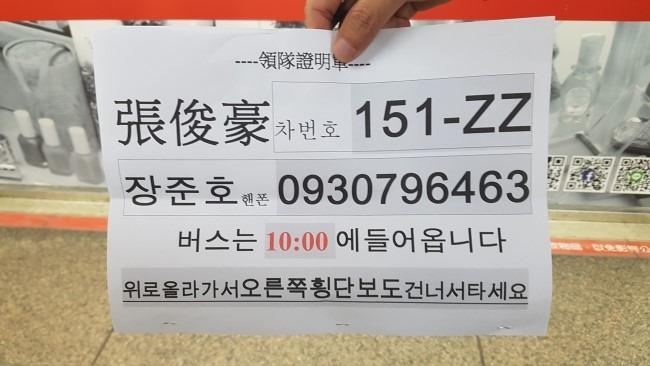 ----領隊證明單----
張俊豪 차번호 151-ZZ
장준호 핸폰 0930796463
버스는 10:00 에들어옵니다
위로올라가서오른쪽횡단보도건너서타세요